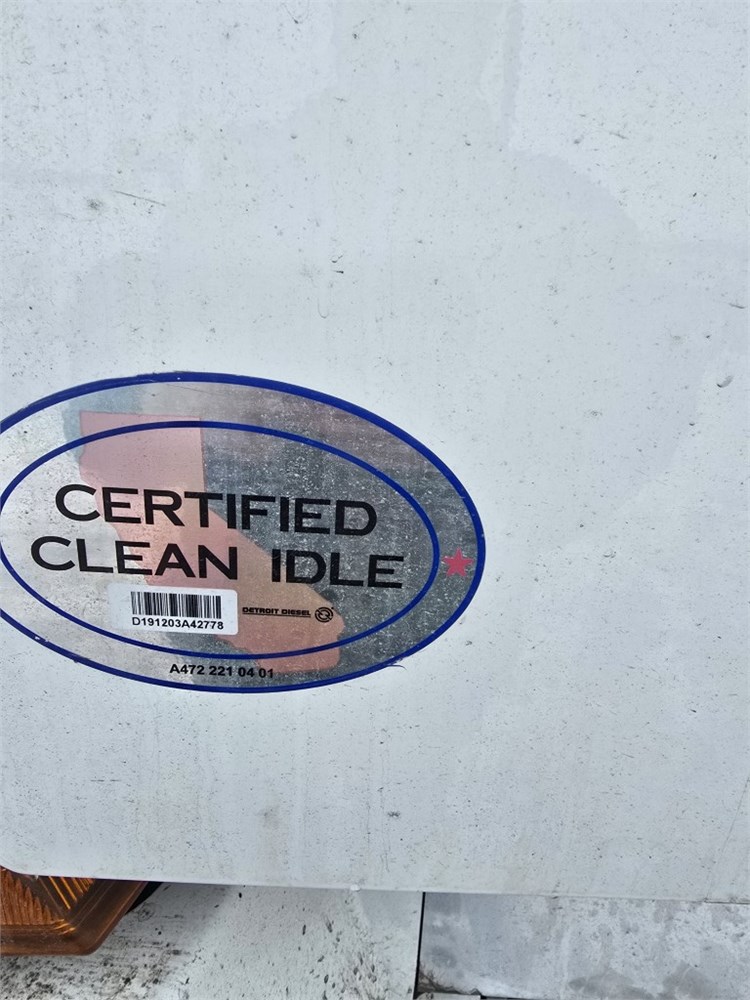 CERTIFIED
CLEAN IDLE
D191203A42778
DETROIT DIESEL
A472 221 04 01